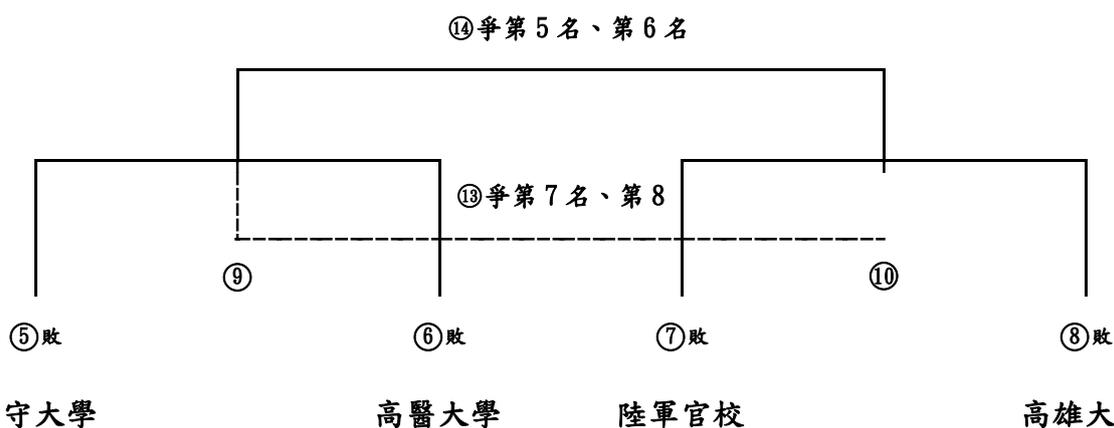 ⑭爭第5名、第6名
⑬爭第7名、第8
⑨ ⑩
⑤敗 ⑥敗 ⑦敗 ⑧敗
守大學 高醫大學 陸軍官校 高雄大